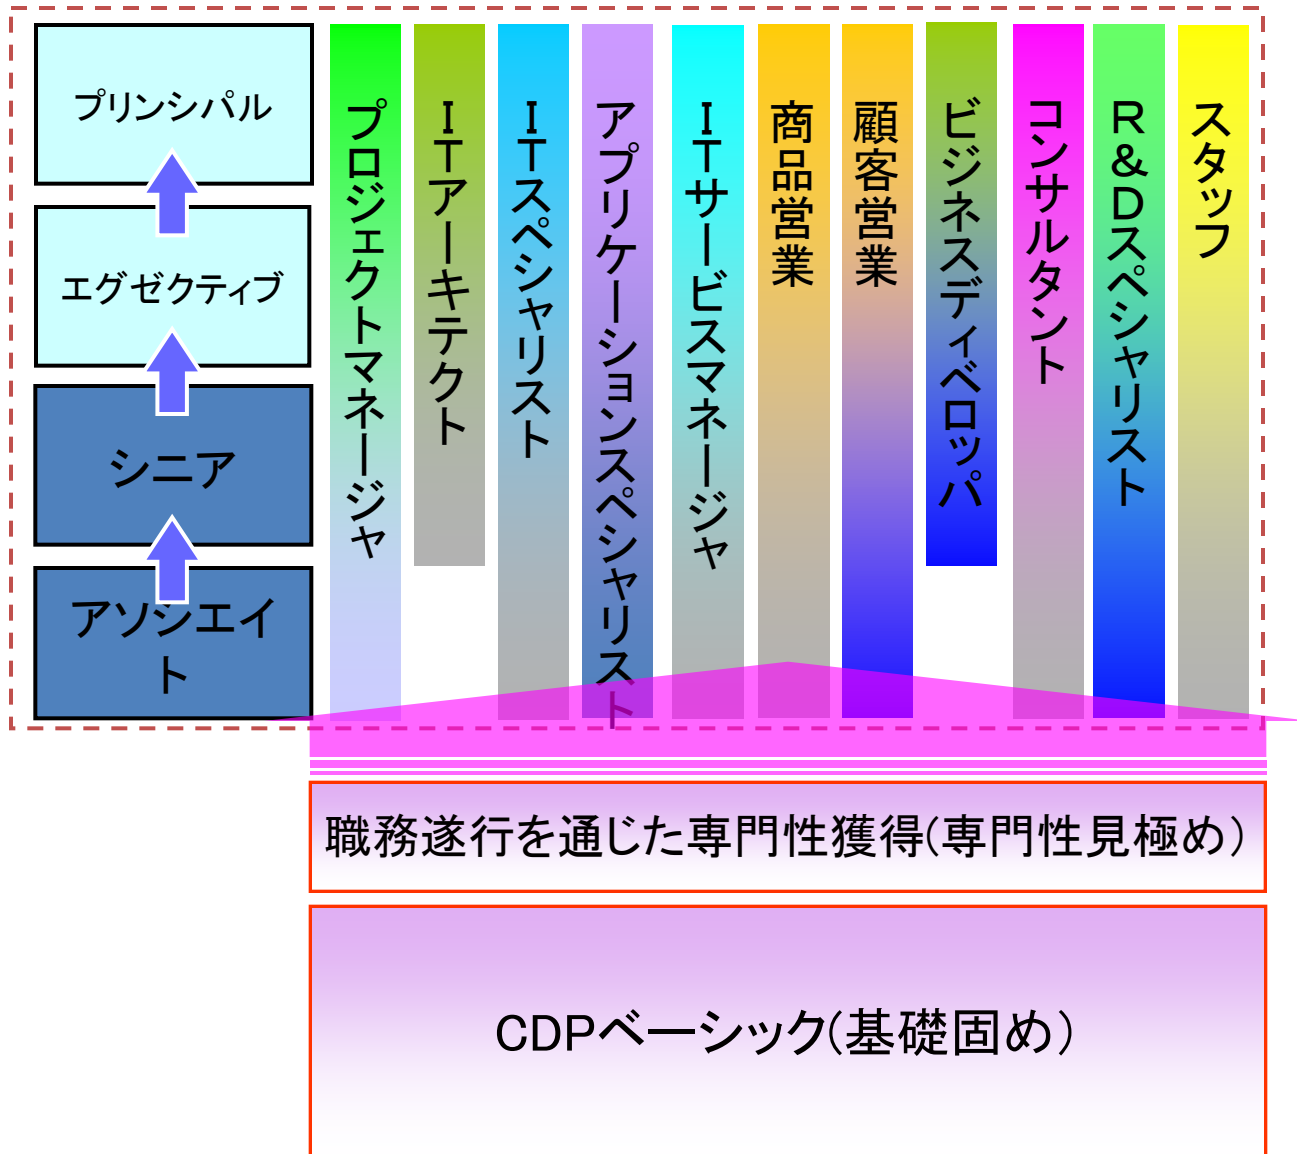 プリンシパル
エグゼクティブ
シニア
アソシエイ
ト
プロジェクトマネージャ
ITアーキテクト
ITスペシャリスト
アプリケーションスペシャリスト
ITサービスマネージャ
商品営業
顧客営業
ビジネスディベロッパ
コンサルタント
R&Dスペシャリスト
スタッフ
職務遂行を通じた専門性獲得(専門性見極め)
CDPベーシック(基礎固め)